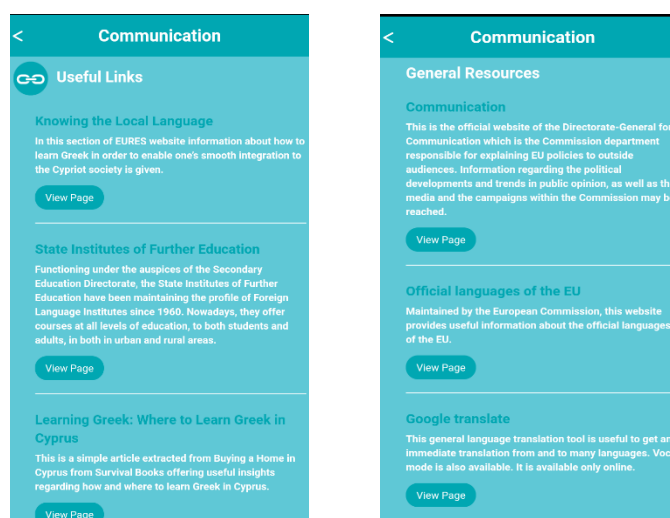 < Communication
Useful Links
Knowing the Local Language
In this section of EURES website information about how to
learn Greek in order to enable one's smooth integration to
the Cypriot society is given.
View Page
State Institutes of Further Education
Functioning under the auspices of the Secondary
Education Directorate, the State Institutes of Further
Education have been maintaining the profile of Foreign
Language Institutes since 1960. Nowadays, they offer
courses at all levels of education, to both students and
adults, in both in urban and rural areas.
View Page
Learning Greek: Where to Learn Greek in
Cyprus
This is a simple article extracted from Buying a Home in
Cyprus from Survival Books offering useful insights
regarding how and where to learn Greek in Cyprus.
View Page
< Communication
General Resources
Communication
This is the official website of the Directorate-General for
Communication which is the Commission department
responsible for explaining EU policies to outside
audiences. Information regarding the political
developments and trends in public opinion, as well as th
media and the campaigns within the Commission may b
reached.
View Page
Official languages of the EU
Maintained by the European Commission, this website
provides useful information about the official languages
of the EU.
View Page
Google translate
This general language translation tool is useful to get an
immediate translation from and to many languages. Voc
mode is also available. It is available only online.
View Page